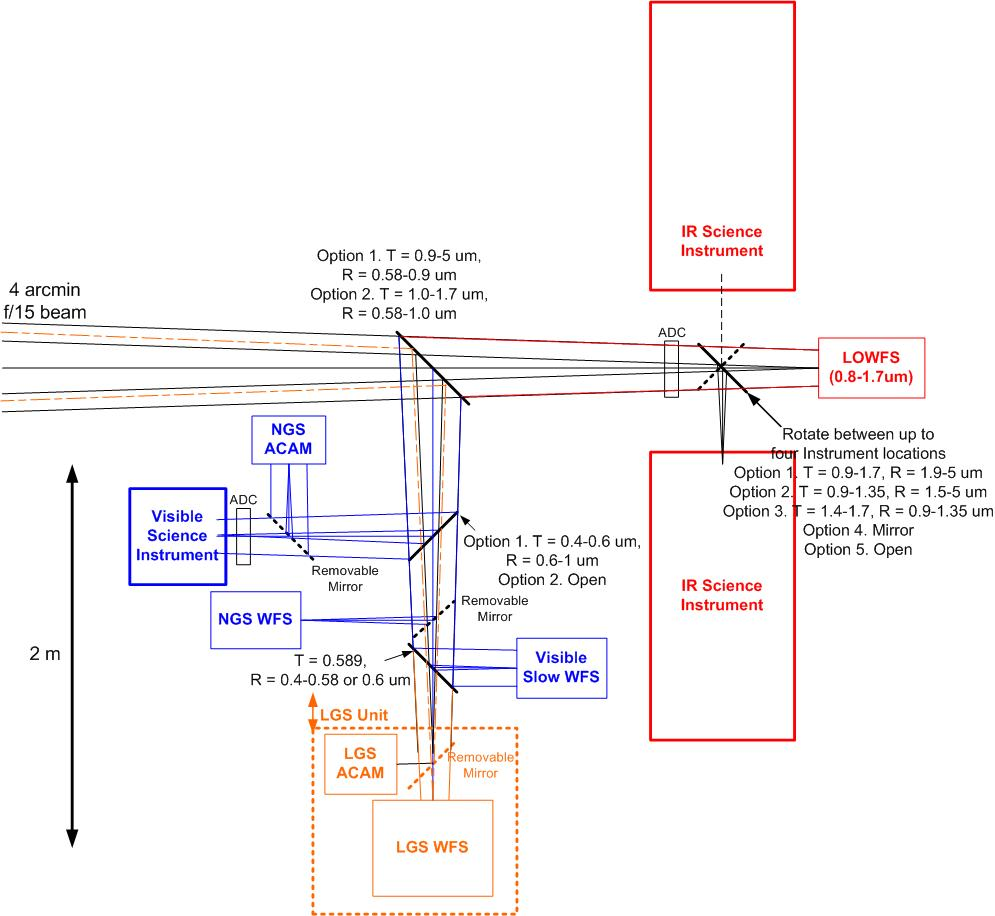 IR Science
Instrument
Option 1. T = 0.9-5 um,
R = 0.58-0.9 um
Option 2. T = 1.0-1.7 um,
R = 0.58-1.0 um
4 arcmin
f/15 beam
ADC
LOWFS
(0.8-1.7um)
Rotate between up to
four Instrument locations
Option 1. T = 0.9-1.7, R = 1.9-5 um
Option 2. T = 0.9-1.35, R = 1.5-5 um
Option 3. T = 1.4-1.7, R = 0.9-1.35 um
Option 4. Mirror
Option 5. Open
NGS
ACAM
ADC
Visible
Science
Instrument
Removable
Mirror
Option 1. T = 0.4-0.6 um,
R = 0.6-1 um
Option 2. Open
IR Science
Instrument
Removable
Mirror
NGS WFS
2 m
T = 0.589,
R = 0.4-0.58 or 0.6 um
Visible
Slow WFS
LGS Unit
LGS
ACAM
Removable
Mirror
LGS WFS